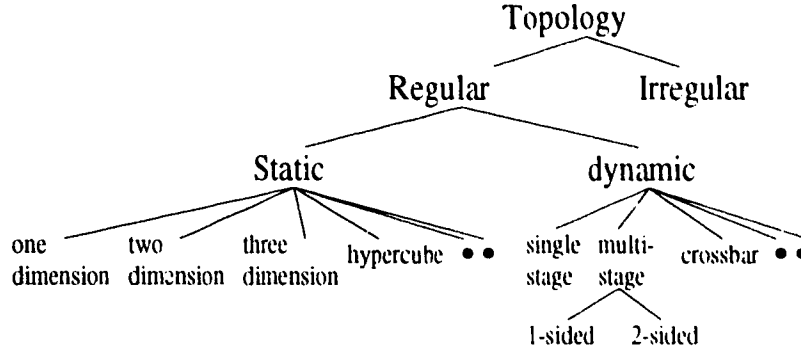 Topology
Regular Irregular
Static dynamic
one two three hypercube single multi- crossbar
dimension dimension dimension stage stage
1-sided 2-sided